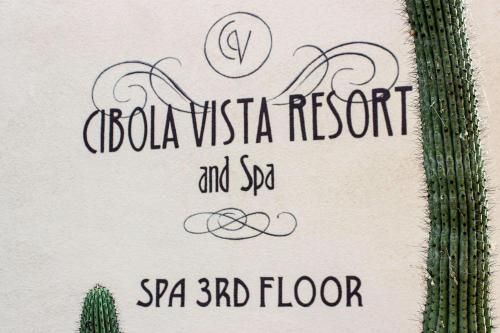 CV
CIBOLA VISTA RESORT
and Spa
SPA 3RD FLOOR